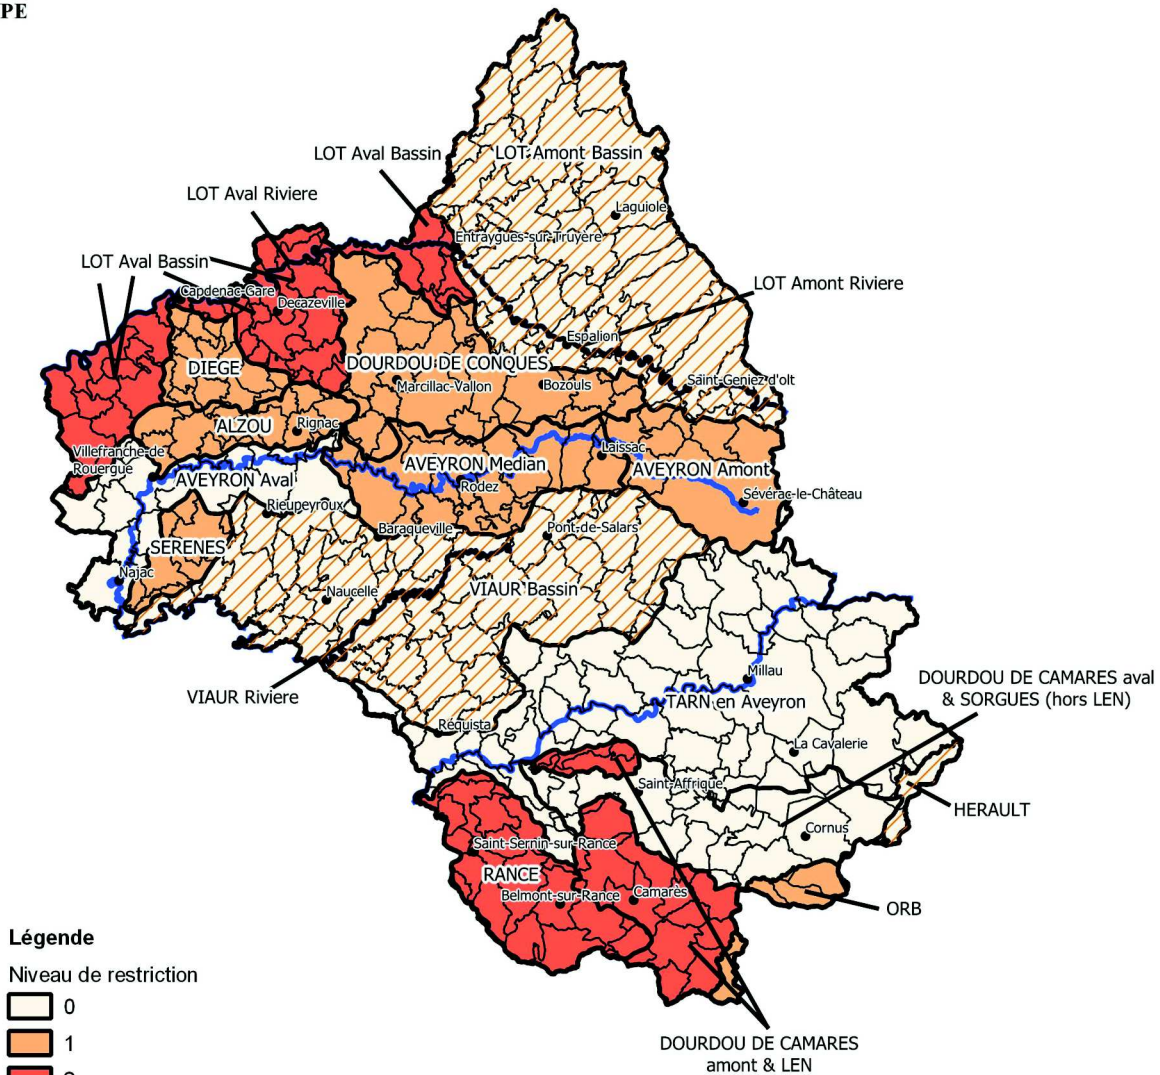 PE
LOT Aval Bassin
LOT Amont Bassin
LOT Aval Riviere
Laguiole
Entraygues-sur-Truyère
LOT Aval Bassin
LOT Amont Riviere
Capdenac-Gare
Decazeville
Espalion
DIEGE
DOURDOU DE CONQUES
Saint-Geniez d'olt
Marcillac-Vallon
Bozouls
ALZOU
Rignac
Villefranche-de
Rouergue
Laissac
AVEYRON Median
AVEYRON Amont
AVEYRON Aval
Rodez
Sévérac-le-Château
Rieupeyroux
Baraqueville
Pont-de-Salars
SERENES
Najac
Naucelle
VIAUR Bassin
Millau
DOURDOU DE CAMARES aval
& SORGUES (hors LEN)
VIAUR Riviere
TARN en Aveyron
Réquista
La Cavalerie
Saint-Affrique
HERAULT
Cornus
Saint-Sernin-sur-Rance
RANCE
Belmont-sur-Rance
Camarès
ORB
Légende
Niveau de restriction
0
1
DOURDOU DE CAMARES
amont & LEN